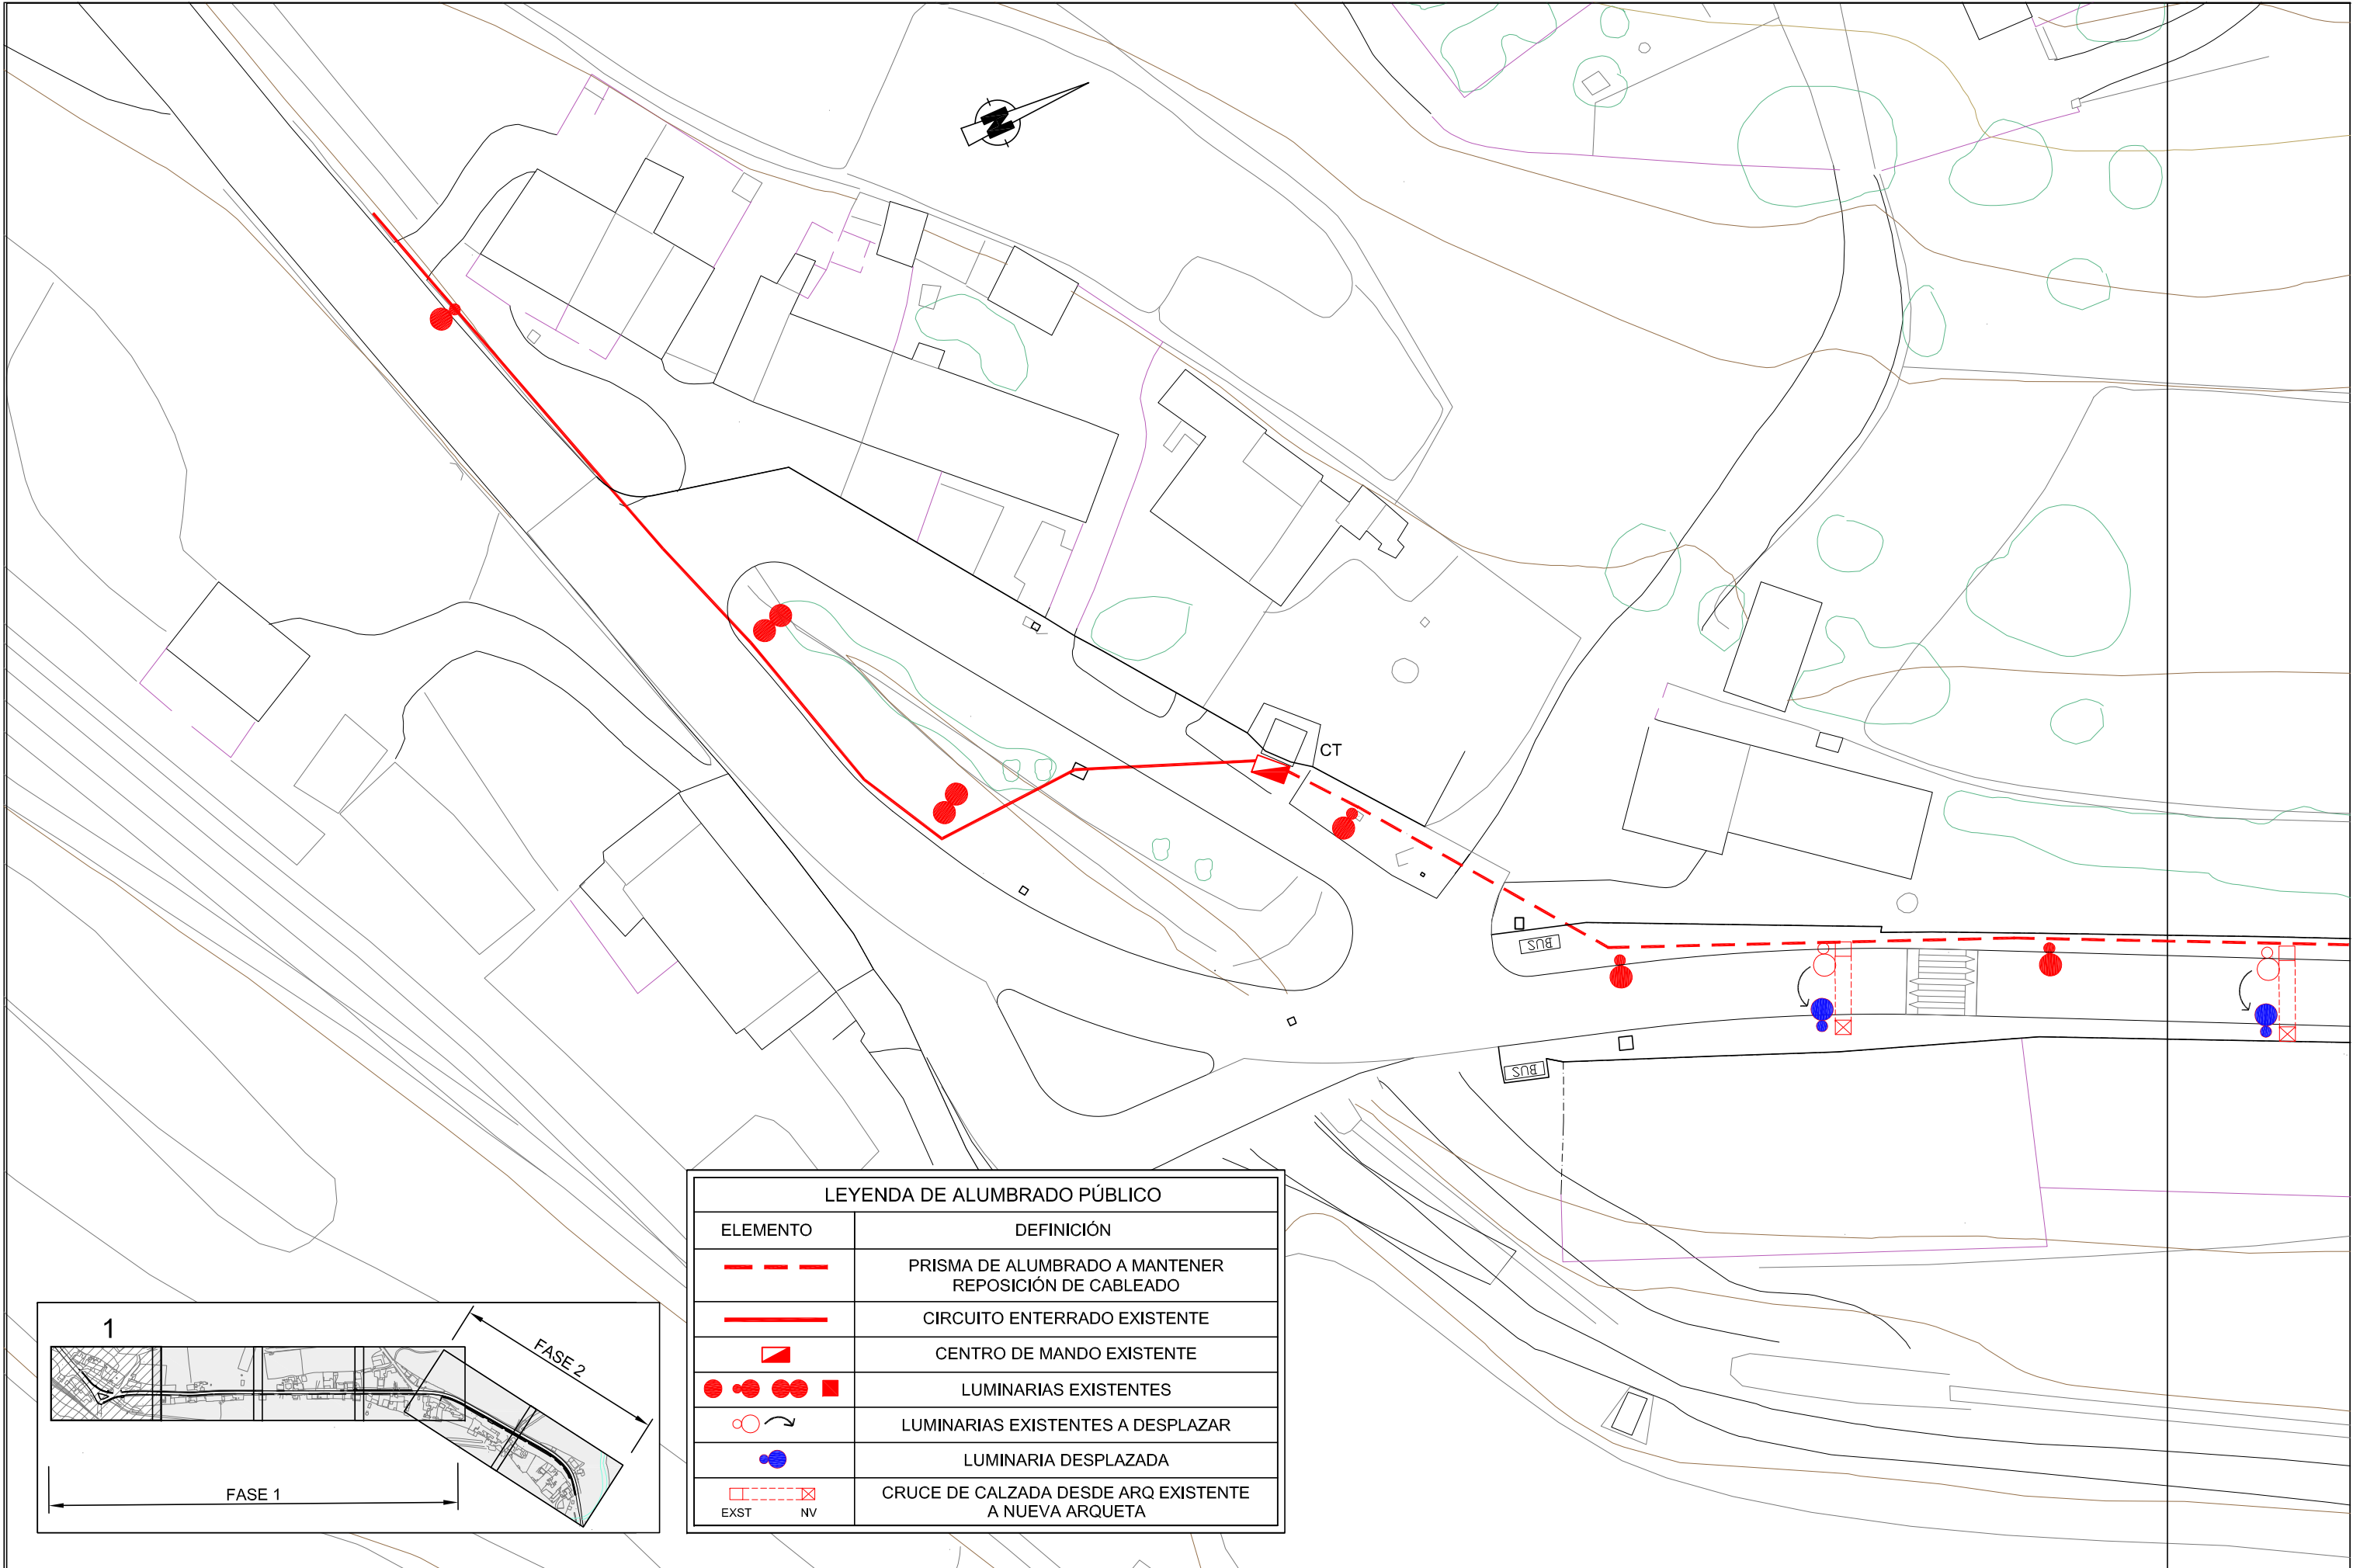 N
CT
BUS
BUS
LEYENDA DE ALUMBRADO PÚBLICO
ELEMENTO DEFINICIÓN
PRISMA DE ALUMBRADO A MANTENER
REPOSICIÓN DE CABLEADO
CIRCUITO ENTERRADO EXISTENTE
CENTRO DE MANDO EXISTENTE
LUMINARIAS EXISTENTES
LUMINARIAS EXISTENTES A DESPLAZAR
LUMINARIA DESPLAZADA
EXST NV
CRUCE DE CALZADA DESDE ARQ EXISTENTE
A NUEVA ARQUETA
1
FASE 2
FASE 1